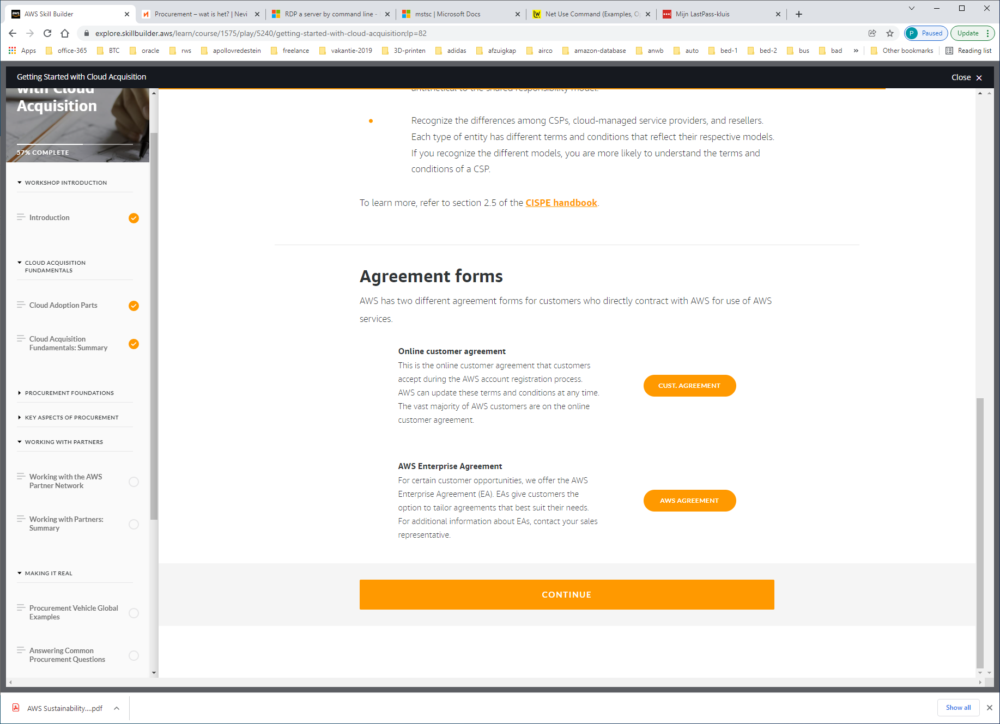 AWS Skill Builder
Procurement – wat is het? | Nevi
RDP a server by command line -
mstsc | Microsoft Docs
Net Use Command (Examples, O
Mijn LastPass-kluis
explore.skillbuilder.aws/learn/course/1575/play/5240/getting-started-with-cloud-acquisition;lp=82
P Paused
Update
Apps office-365 BTC oracle rws apollovredestein freelance vakantie-2019 3D-printen adidas afzuigkap airco amazon-database anwb auto bed-1 bed-2 bus bad » Other bookmarks Reading list
Getting Started with Cloud Acquisition
Close
with Cloud
Acquisition
57% COMPLETE
WORKSHOP INTRODUCTION
Introduction
CLOUD ACQUISITION
FUNDAMENTALS
Cloud Adoption Parts
Cloud Acquisition
Fundamentals: Summary
PROCUREMENT FOUNDATIONS
KEY ASPECTS OF PROCUREMENT
WORKING WITH PARTNERS
Working with the AWS
Partner Network
Working with Partners:
Summary
MAKING IT REAL
Procurement Vehicle Global
Examples
Answering Common
Procurement Questions
antithetical to the shared responsibility model.
Recognize the differences among CSPs, cloud-managed service providers, and resellers.
Each type of entity has different terms and conditions that reflect their respective models.
If you recognize the different models, you are more likely to understand the terms and
conditions of a CSP.
To learn more, refer to section 2.5 of the CISPE handbook.
Agreement forms
AWS has two different agreement forms for customers who directly contract with AWS for use of AWS
services.
Online customer agreement
This is the online customer agreement that customers
accept during the AWS account registration process.
AWS can update these terms and conditions at any time.
The vast majority of AWS customers are on the online
customer agreement.
CUST. AGREEMENT
AWS Enterprise Agreement
For certain customer opportunities, we offer the AWS
Enterprise Agreement (EA). EAs give customers the
option to tailor agreements that best suit their needs.
For additional information about EAs, contact your sales
representative.
AWS AGREEMENT
CONTINUE
AWS Sustainability....pdf
Show all